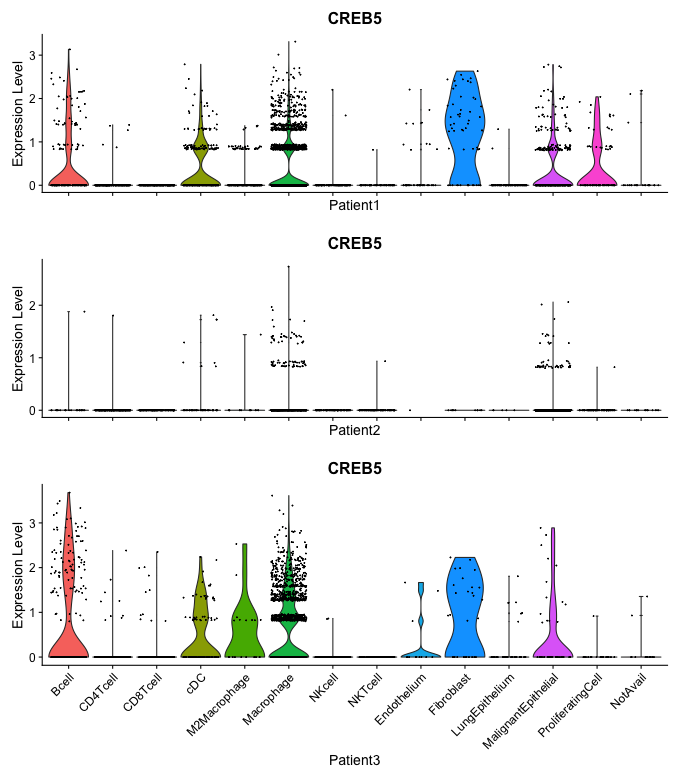 CREB5
Expression Level
3
2
1
0
Patient1
CREB5
Expression Level
2
1
0
Patient2
CREB5
Expression Level
3
2
1
0
Bcell
CD4Tcell
CD8Tcell
cDC
M2Macrophage
Macrophage
NKcell
NKTcell
Endothelium
Fibroblast
LungEpithelium
MalignantEpithelial
ProliferatingCell
NotAvail
Patient3